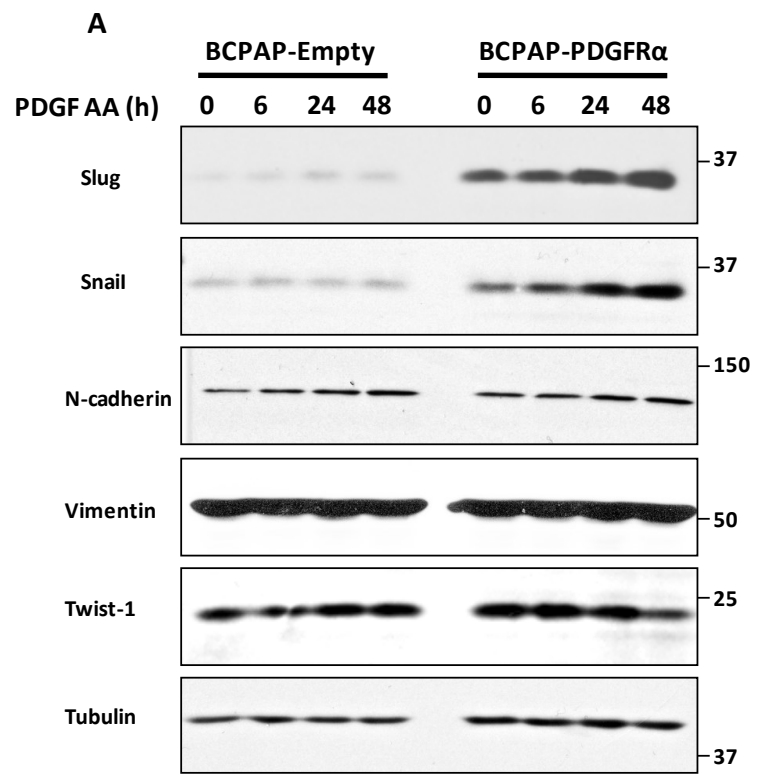 A
BCPAP-Empty BCPAP-PDGFRα
PDGF AA (h) 0 6 24 48 0 6 24 48
Slug 37
Snail 37
N-cadherin 150
Vimentin 50
Twist-1 25
Tubulin 37